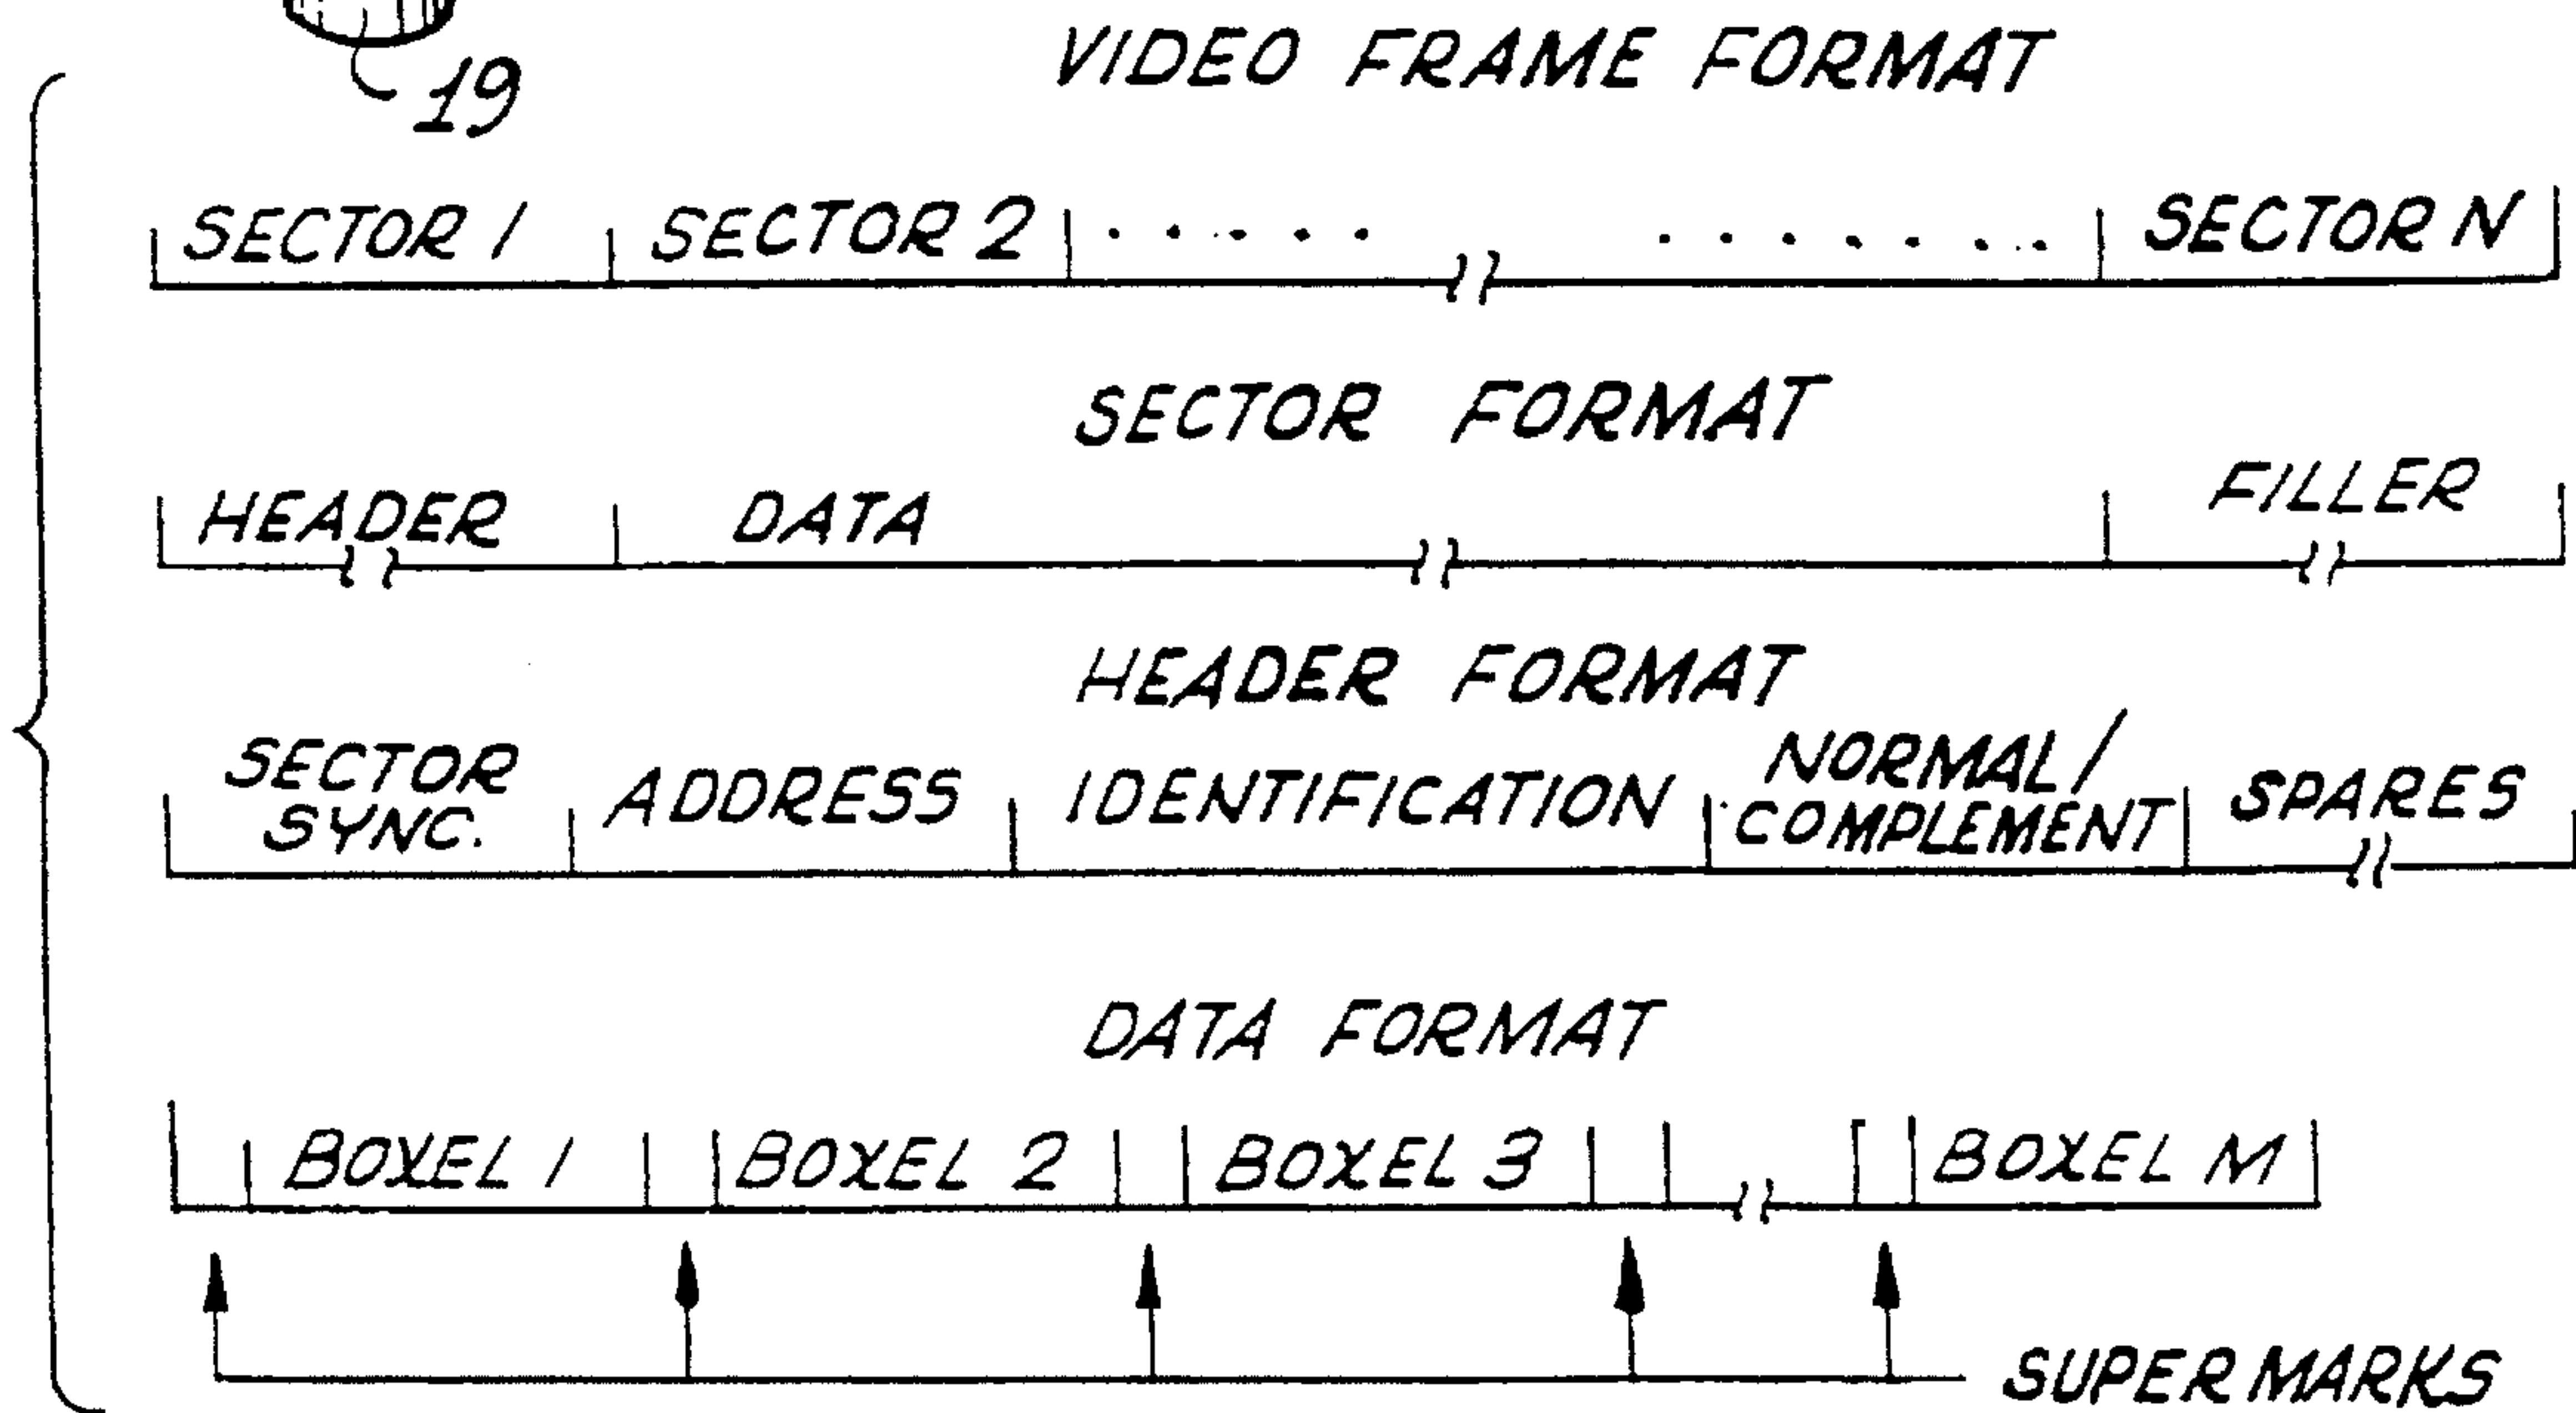 19
VIDEO FRAME FORMAT
SECTOR 1 SECTOR 2 ..... ....... SECTOR N
SECTOR FORMAT
HEADER DATA FILLER
HEADER FORMAT
SECTOR SYNC. ADDRESS IDENTIFICATION NORMAL/COMPLEMENT SPARES
DATA FORMAT
BOXEL 1 BOXEL 2 BOXEL 3 BOXEL M
SUPER MARKS